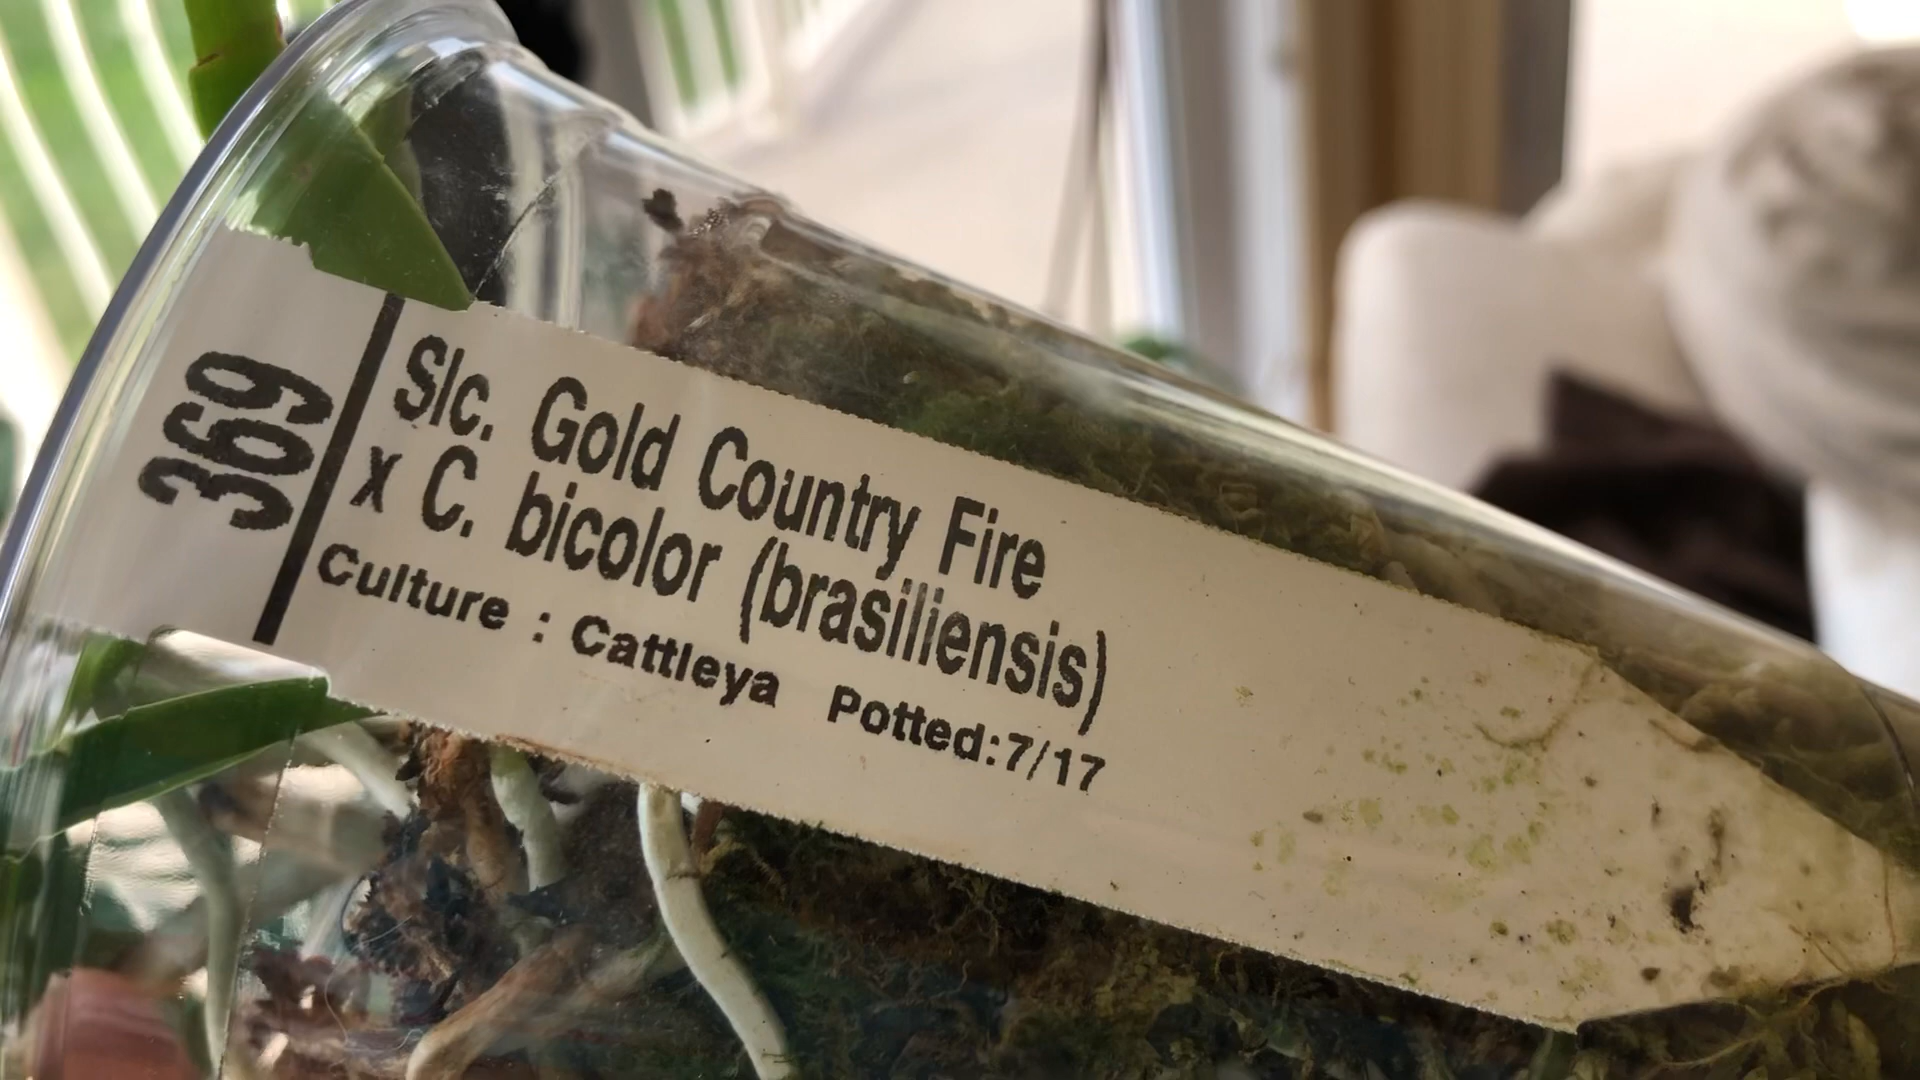 369
Slc. Gold Country Fire
x C. bicolor (brasiliensis)
Culture : Cattleya Potted:7/17